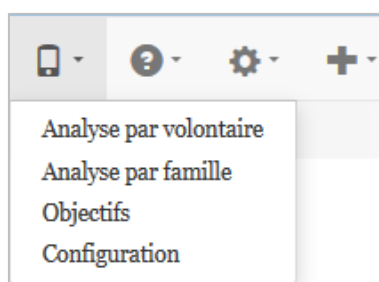 Analyse par volontaire
Analyse par famille
Objectifs
Configuration